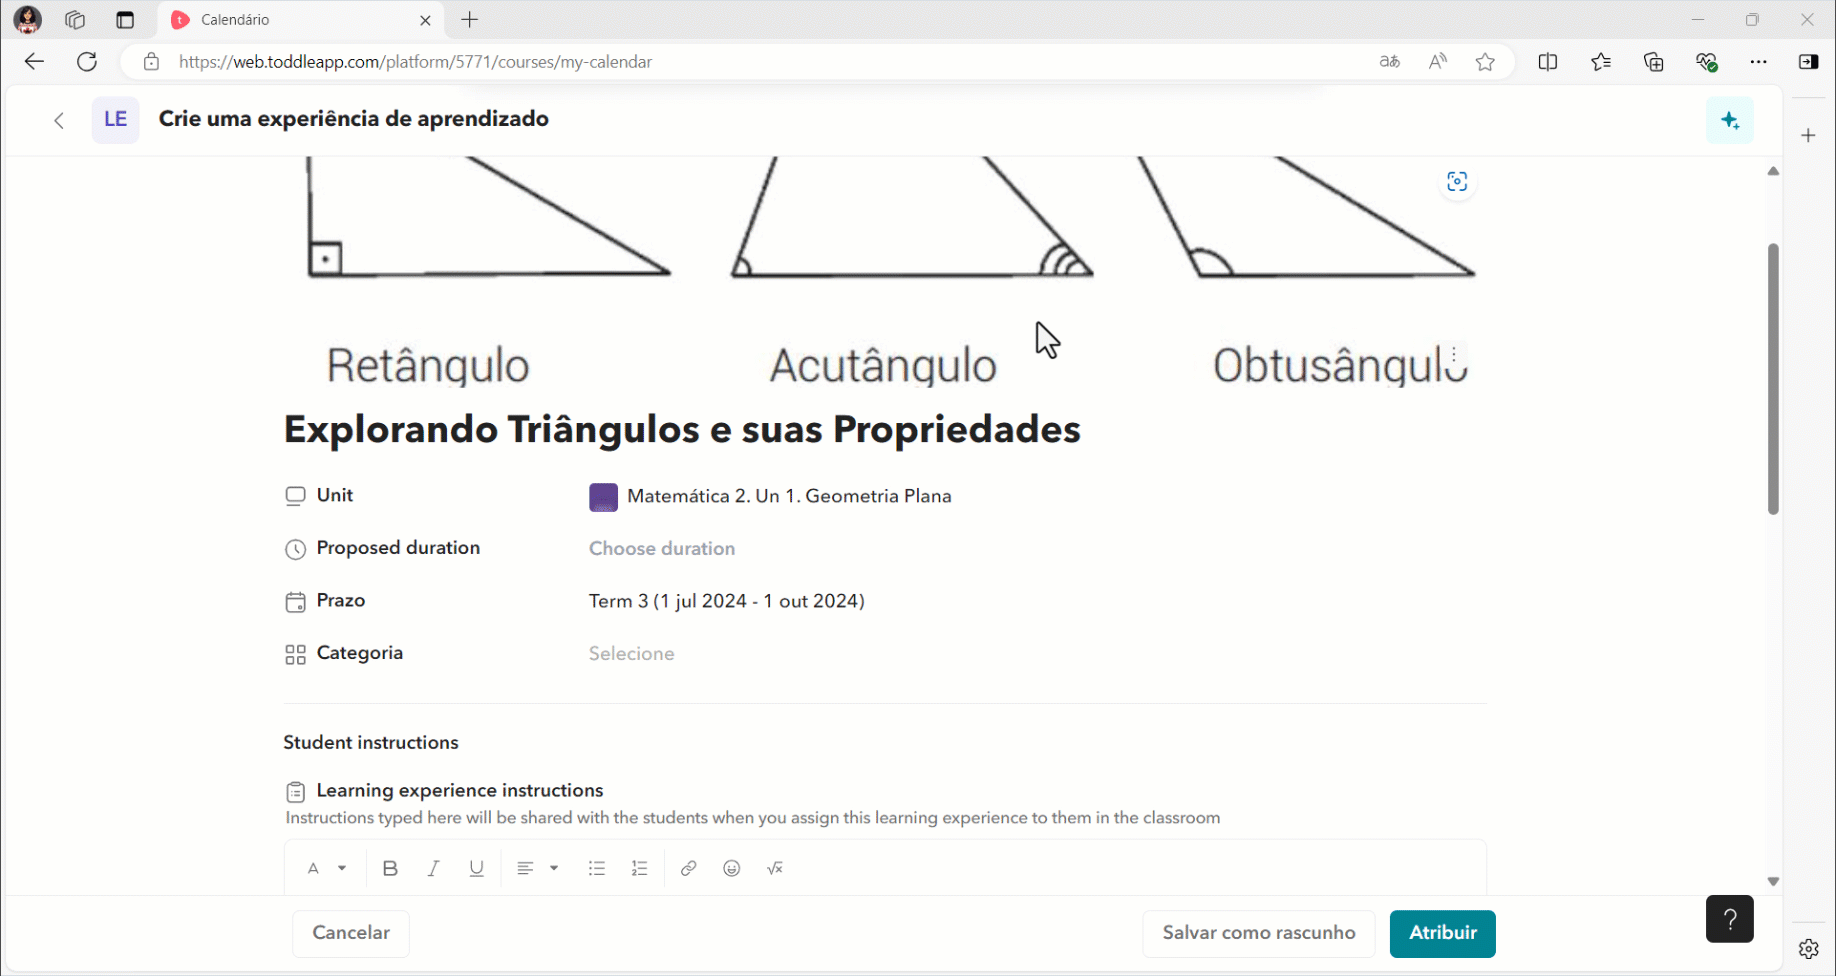 Calendário
https://web.toddleapp.com/platform/5771/courses/my-calendar
LE
Crie uma experiência de aprendizado
Retângulo
Acutângulo
Obtusângulo
Explorando Triângulos e suas Propriedades
Unit
Matemática 2. Un 1. Geometria Plana
Proposed duration
Choose duration
Prazo
Term 3 (1 jul 2024 - 1 out 2024)
Categoria
Selecione
Student instructions
Learning experience instructions
Instructions typed here will be shared with the students when you assign this learning experience to them in the classroom
Cancelar
Salvar como rascunho
Atribuir
?